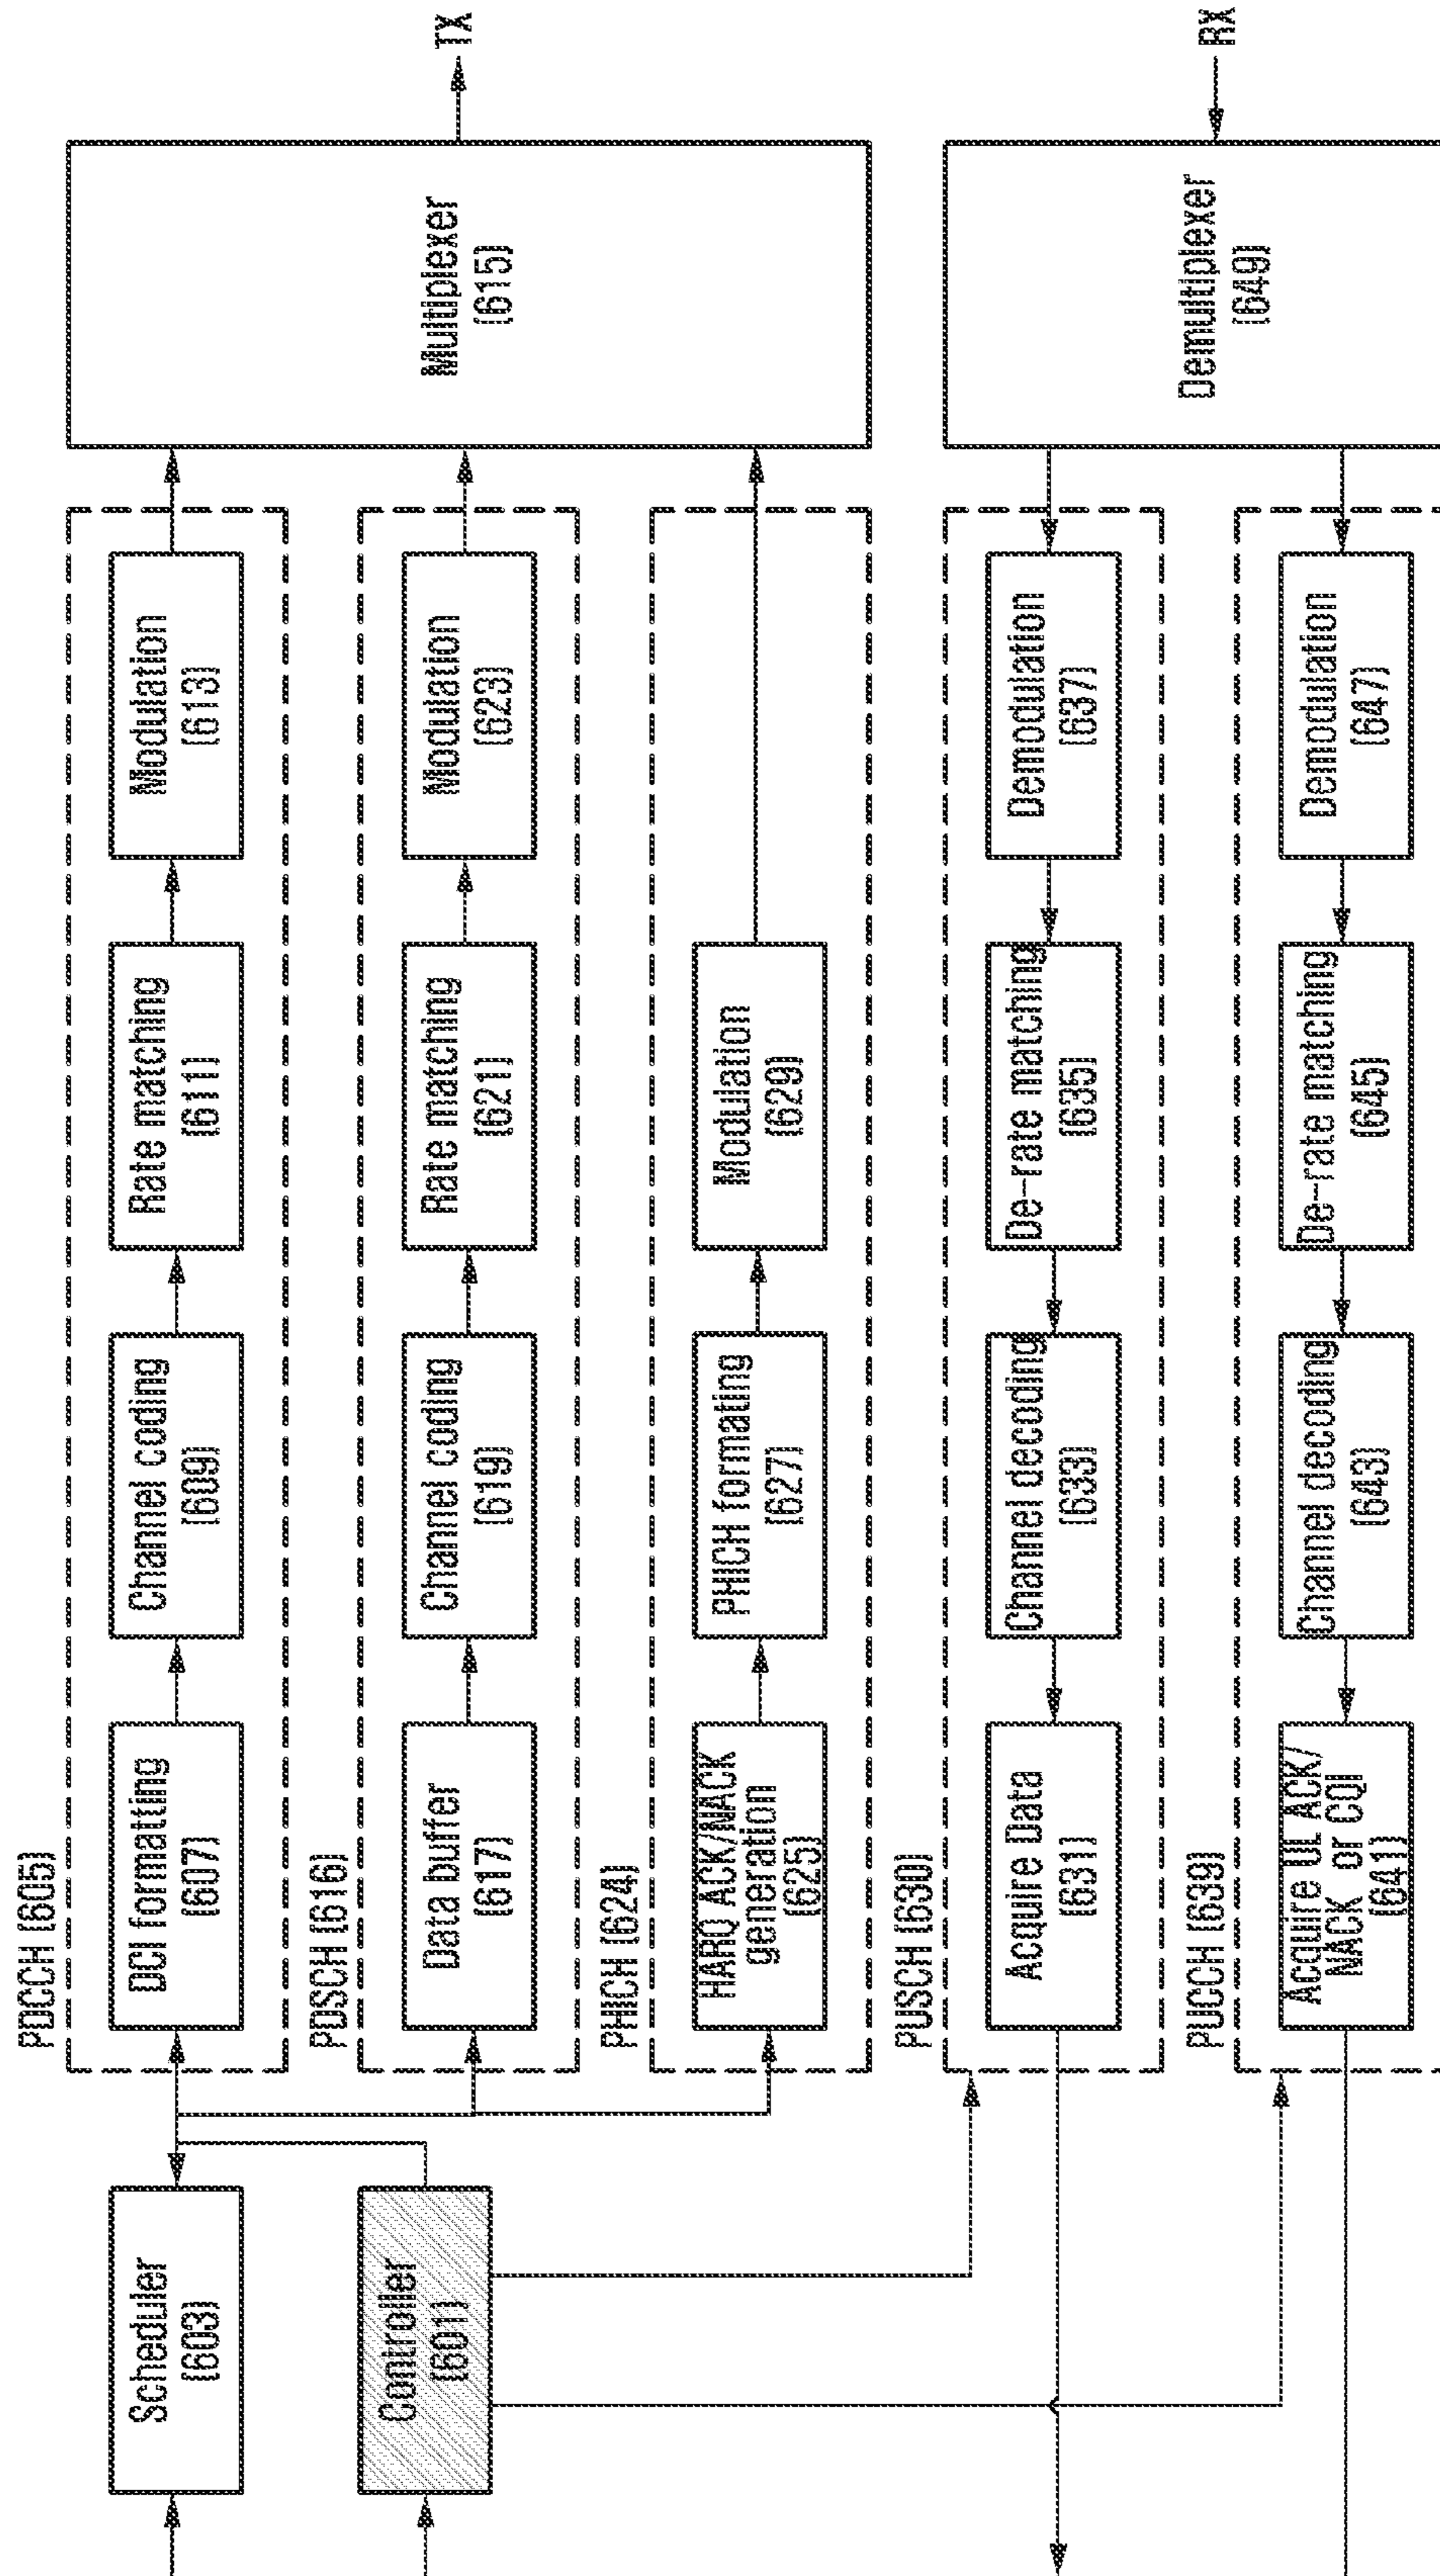 PDCCH (605)
Scheduler
(603)
DCI formatting
(607)
Channel coding
(609)
Rate matching
(611)
Modulation
(613)
Multiplexer
(615)
TX
PDSCH (616)
Controller
(601)
Data buffer
(617)
Channel coding
(619)
Rate matching
(621)
Modulation
(623)
PHICH (624)
HARQ ACK/NACK
generation
(625)
PHICH formating
(627)
Modulation
(629)
PUSCH (630)
Acquire Data
(631)
Channel decoding
(633)
De-rate matching
(635)
Demodulation
(637)
Demultiplexer
(649)
RX
PUCCH (639)
Acquire UL ACK/
NACK or CQI
(641)
Channel decoding
(643)
De-rate matching
(645)
Demodulation
(647)